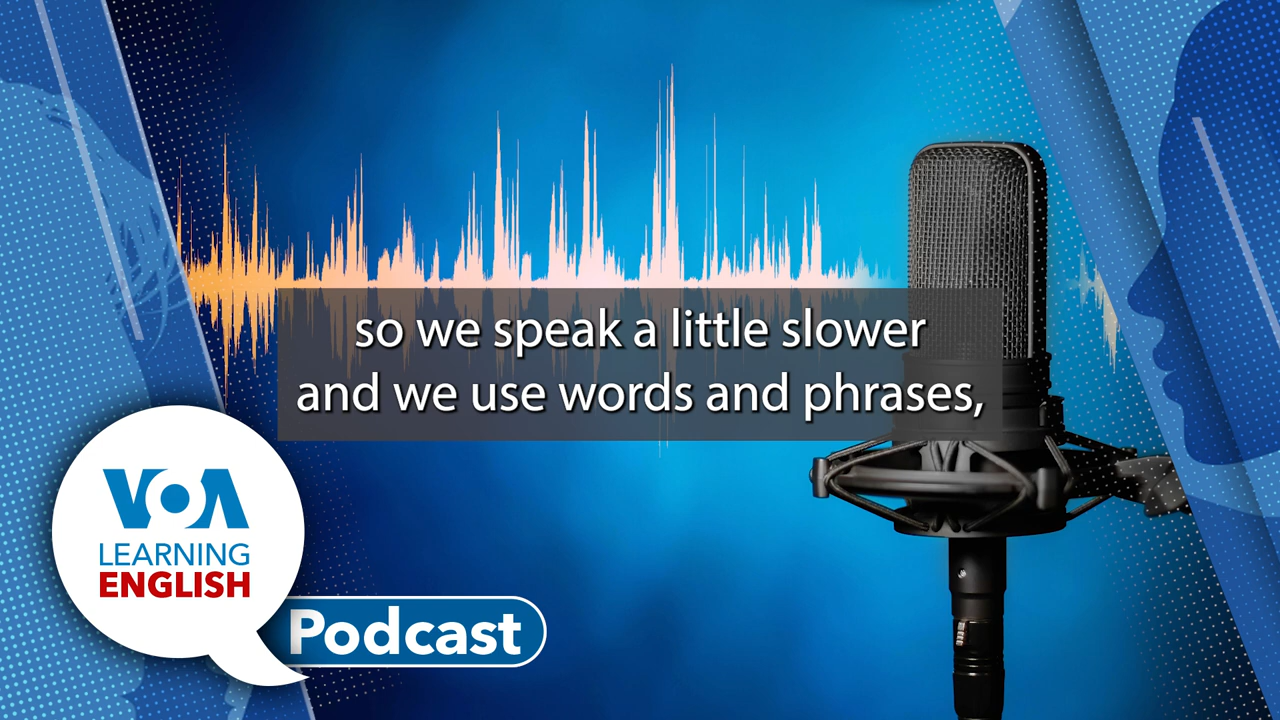 so we speak a little slower
and we use words and phrases,
VOA
LEARNING
ENGLISH
Podcast